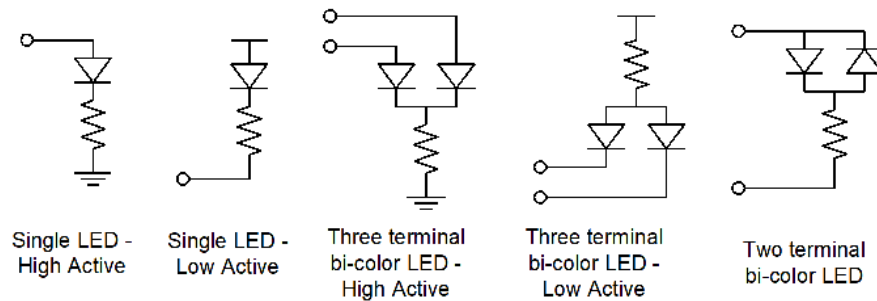 Single LED -
High Active
Single LED -
Low Active
Three terminal
bi-color LED -
High Active
Three terminal
bi-color LED -
Low Active
Two terminal
bi-color LED